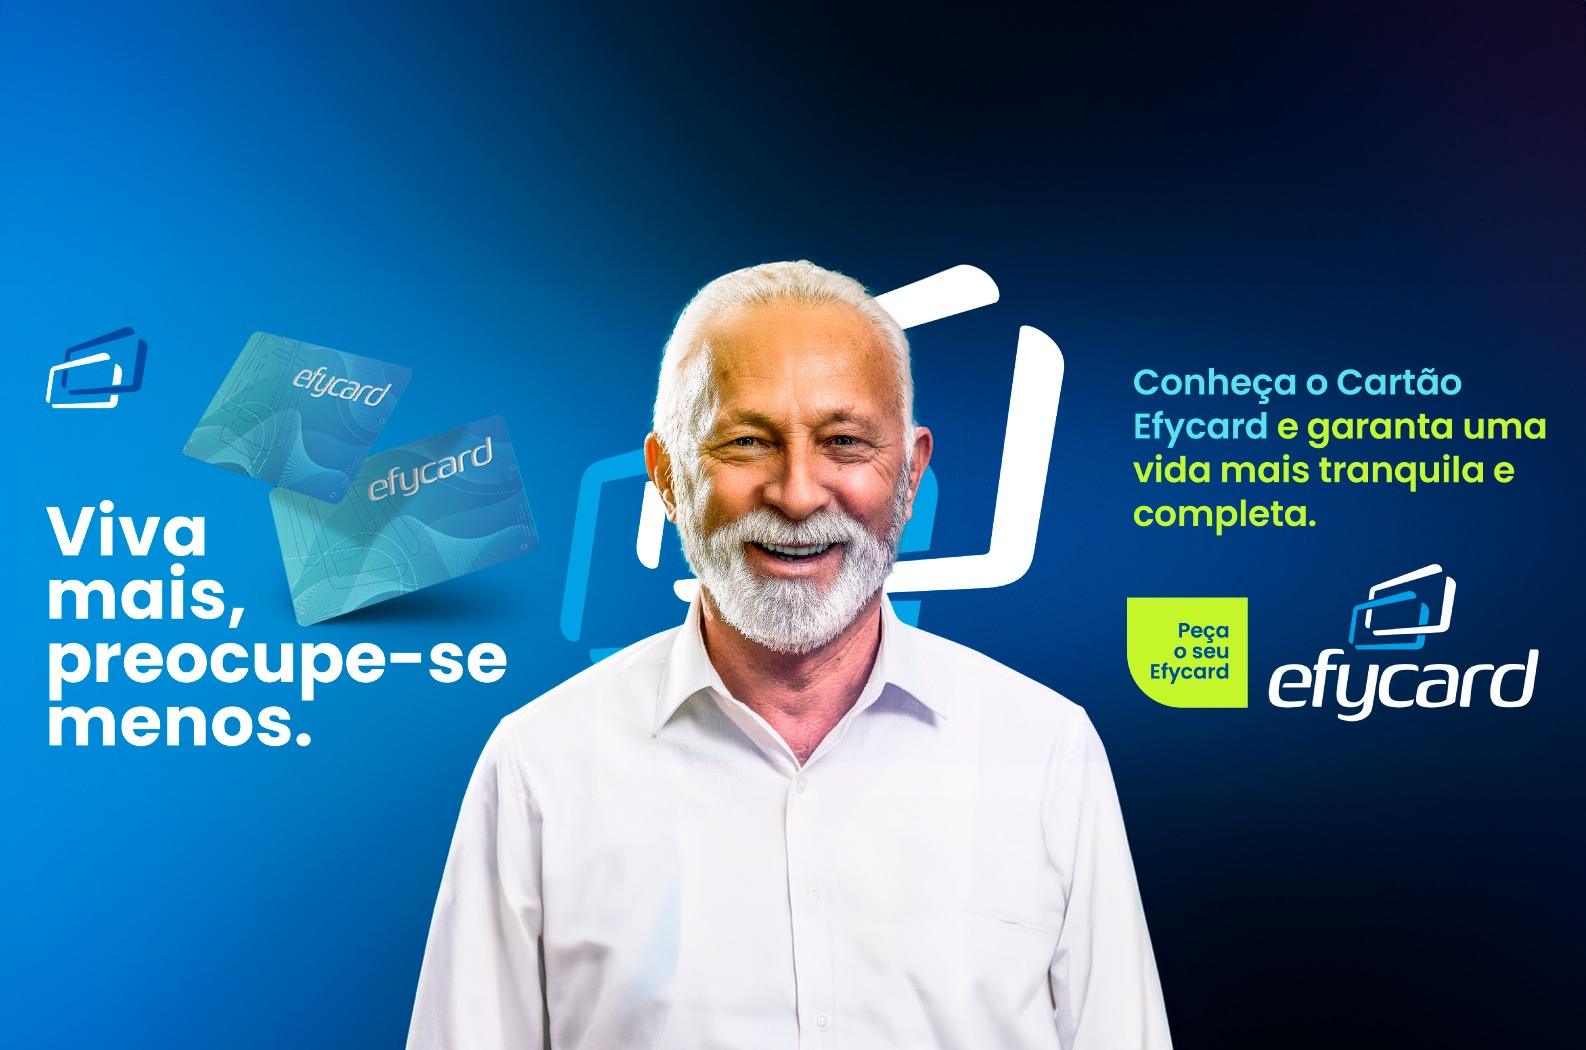 efycard
efycard
Viva
mais,
preocupe-se
menos.
Conheça o Cartão
Efycard e garanta uma
vida mais tranquila e
completa.
Peça
o seu
Efycard
efycard